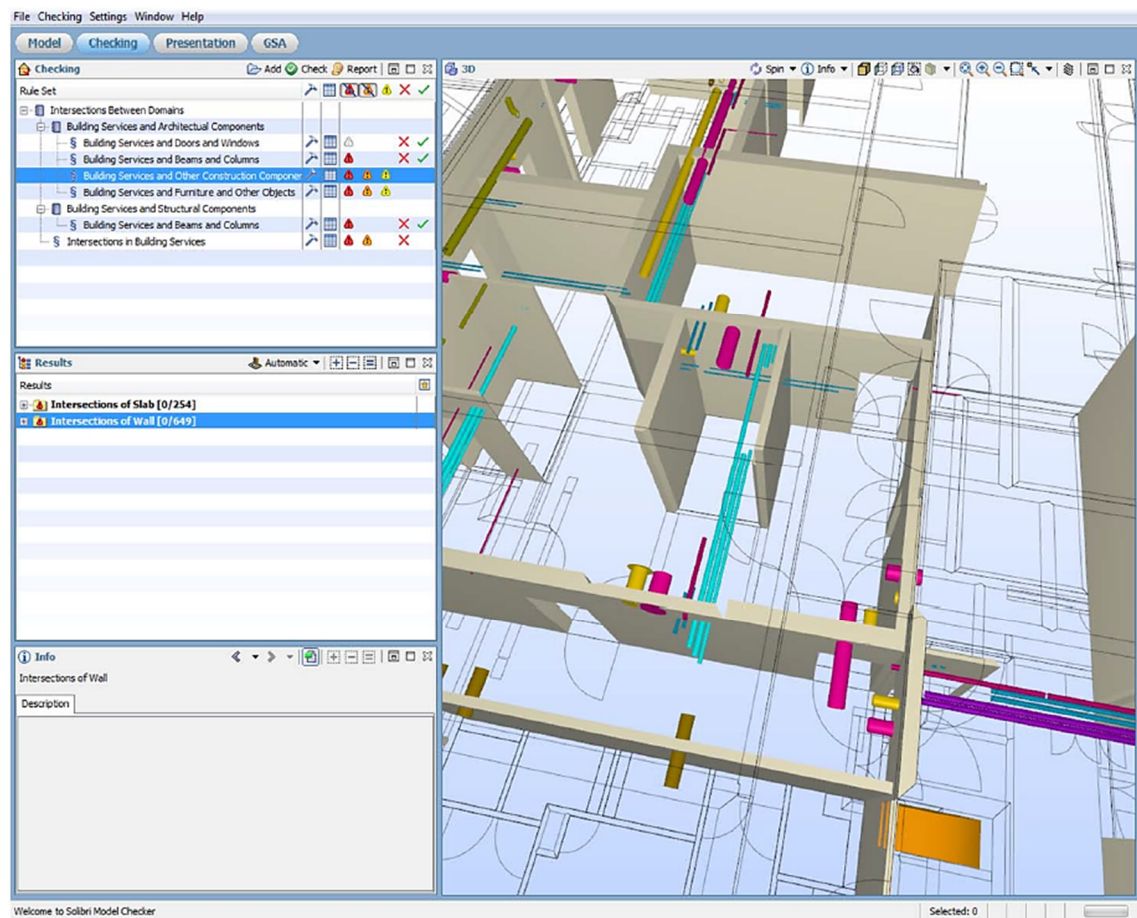 File Checking Settings Window Help
Model Checking Presentation GSA
Checking Add Check Report
Rule Set
Intersections Between Domains
Building Services and Architectual Components
§ Building Services and Doors and Windows
§ Building Services and Beams and Columns
§ Building Services and Other Construction Componer
§ Building Services and Furniture and Other Objects
Building Services and Structural Components
§ Building Services and Beams and Columns
§ Intersections in Building Services
Results Automatic
Results
Intersections of Slab [0/254]
Intersections of Wall [0/649]
Info
Intersections of Wall
Description
3D Spin Info
Welcome to Solibri Model Checker
Selected: 0